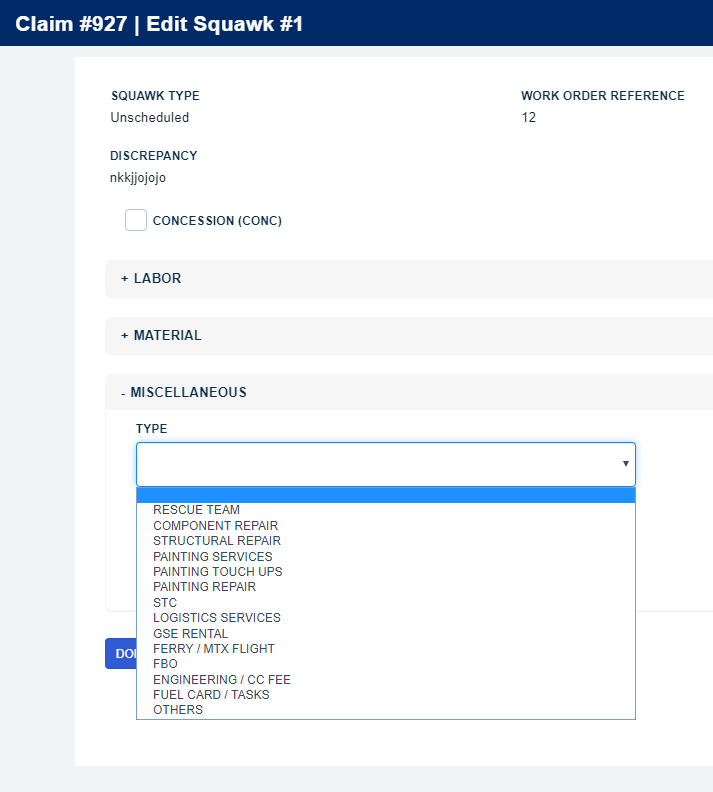 Claim #927 | Edit Squawk #1
SQUAWK TYPE
WORK ORDER REFERENCE
Unscheduled
12
DISCREPANCY
nkkjjojojo
CONCESSION (CONC)
+ LABOR
+ MATERIAL
- MISCELLANEOUS
TYPE
RESCUE TEAM
COMPONENT REPAIR
STRUCTURAL REPAIR
PAINTING SERVICES
PAINTING TOUCH UPS
PAINTING REPAIR
STC
LOGISTICS SERVICES
GSE RENTAL
FERRY / MTX FLIGHT
FBO
ENGINEERING / CC FEE
FUEL CARD / TASKS
OTHERS